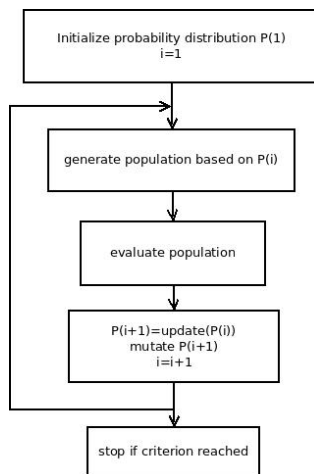 Initialize probability distribution P(1)
i=1
generate population based on P(i)
evaluate population
P(i+1)=update(P(i))
mutate P(i+1)
i=i+1
stop if criterion reached